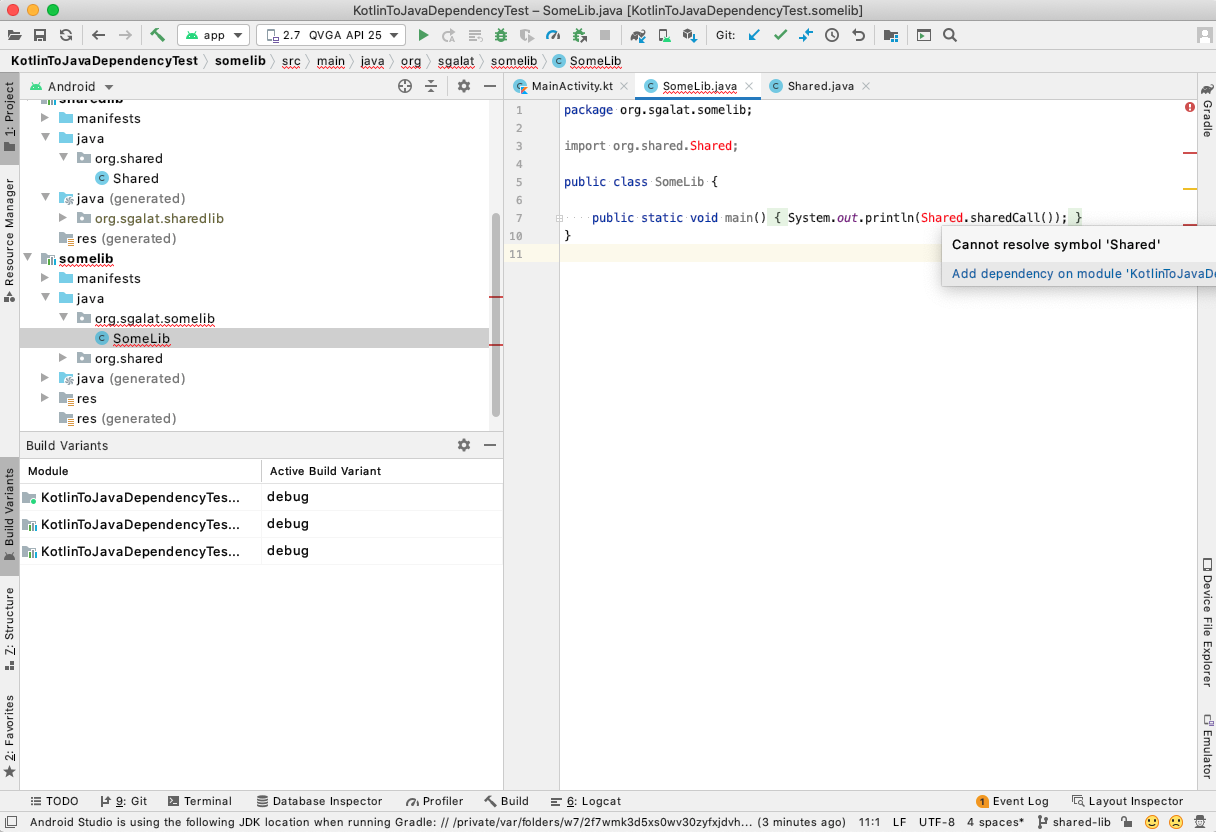 KotlinToJavaDependencyTest – SomeLib.java [KotlinToJavaDependencyTest.somelib]
app 2.7 QVGA API 25 Git:
KotlinToJavaDependencyTest somelib src main java org sgalat somelib SomeLib
1: Project
Resource Manager
Build Variants
7: Structure
2: Favorites
Android
sharedlib
manifests
java
org.shared
Shared
java (generated)
org.sgalat.sharedlib
res (generated)
somelib
manifests
java
org.sgalat.somelib
SomeLib
org.shared
java (generated)
res
res (generated)
Build Variants
Module Active Build Variant
KotlinToJavaDependencyTes... debug
KotlinToJavaDependencyTes... debug
KotlinToJavaDependencyTes... debug
MainActivity.kt SomeLib.java Shared.java
1 package org.sgalat.somelib;
2
3 import org.shared.Shared;
4
5 public class SomeLib {
6
7 public static void main() { System.out.println(Shared.sharedCall()); }
10 }
11
Cannot resolve symbol 'Shared'
Add dependency on module 'KotlinToJavaDe
Gradle
Device File Explorer
Emulator
TODO 9: Git Terminal Database Inspector Profiler Build 6: Logcat 1 Event Log Layout Inspector
Android Studio is using the following JDK location when running Gradle: // /private/var/folders/w7/2f7wmk3d5xs0wv30zyfxjdvh... (3 minutes ago) 11:1 LF UTF-8 4 spaces* shared-lib